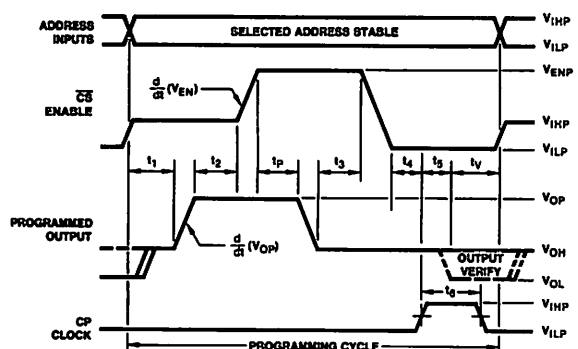 ADDRESS
INPUTS
SELECTED ADDRESS STABLE
VIHP
VILP
CS
ENABLE
d/dt (VEN)
VENP
VIHP
VILP
t1
t2
tP
t3
t4
t5
tV
PROGRAMMED
OUTPUT
d/dt (VOP)
VOP
VOH
OUTPUT
VERIFY
VOL
t6
CP
CLOCK
VIHP
VILP
PROGRAMMING CYCLE